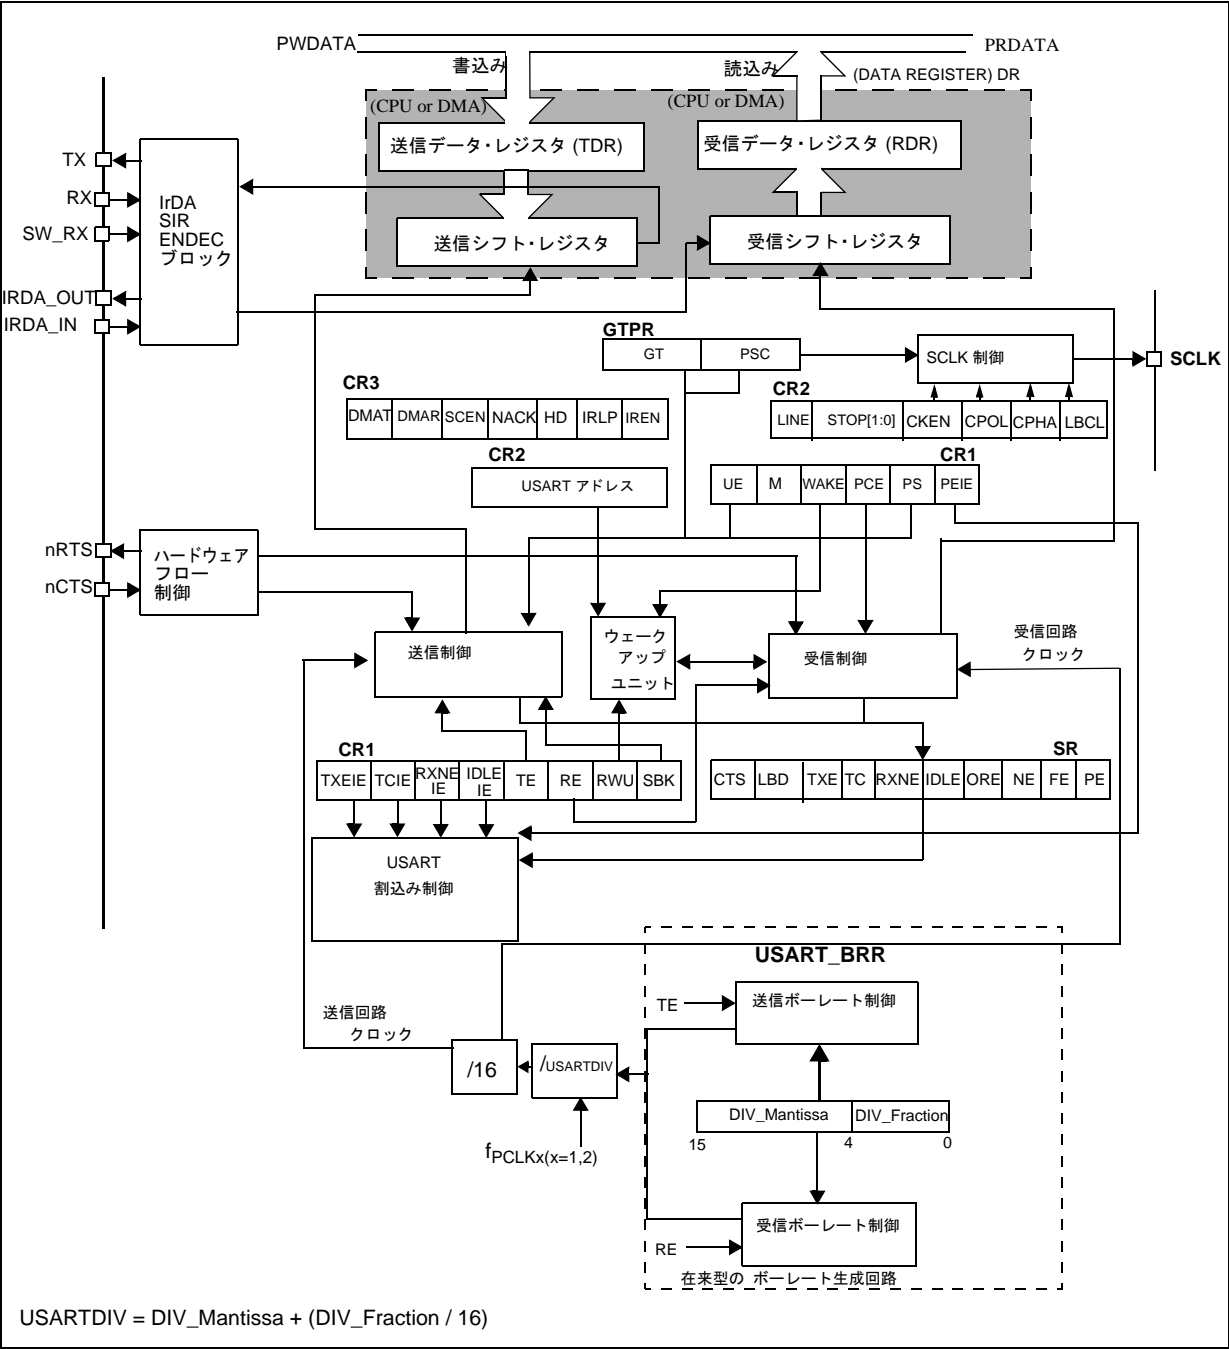 PWDATA
PRDATA
書込み
読込み
(DATA REGISTER) DR
(CPU or DMA)
(CPU or DMA)
送信データ・レジスタ (TDR)
受信データ・レジスタ (RDR)
TX
RX
SW_RX
IRDA_OUT
IRDA_IN
IrDA
SIR
ENDEC
ブロック
送信シフト・レジスタ
受信シフト・レジスタ
GTPR
GT
PSC
SCLK 制御
SCLK
CR3
DMAT
DMAR
SCEN
NACK
HD
IRLP
IREN
CR2
LINE
STOP[1:0]
CKEN
CPOL
CPHA
LBCL
CR2
USART アドレス
CR1
UE
M
WAKE
PCE
PS
PEIE
nRTS
nCTS
ハードウェア
フロー
制御
送信制御
ウェーク
アップ
ユニット
受信制御
受信回路
クロック
CR1
TXEIE
TCIE
RXNE
IE
IDLE
IE
TE
RE
RWU
SBK
SR
CTS
LBD
TXE
TC
RXNE
IDLE
ORE
NE
FE
PE
USART
割込み制御
USART_BRR
送信回路
クロック
TE
送信ボーレート制御
/16
/USARTDIV
fPCLKx(x=1,2)
DIV_Mantissa
DIV_Fraction
15
4
0
RE
受信ボーレート制御
在来型の ボーレート生成回路
USARTDIV = DIV_Mantissa + (DIV_Fraction / 16)